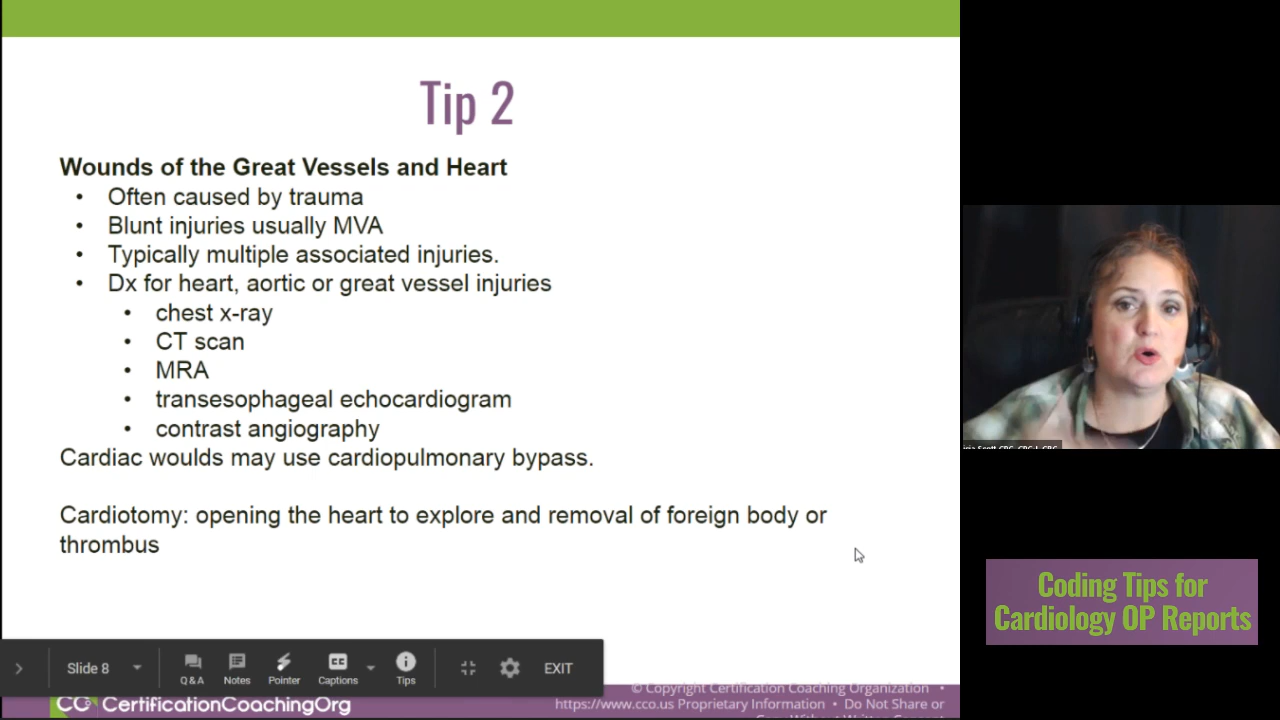 Tip 2
Wounds of the Great Vessels and Heart
• Often caused by trauma
• Blunt injuries usually MVA
• Typically multiple associated injuries.
• Dx for heart, aortic or great vessel injuries
• chest x-ray
• CT scan
• MRA
• transesophageal echocardiogram
• contrast angiography
Cardiac woulds may use cardiopulmonary bypass.
Cardiotomy: opening the heart to explore and removal of foreign body or
thrombus
Coding Tips for
Cardiology OP Reports
Slide 8
Q & A
Notes
Pointer
CC
Captions
Tips
EXIT
CertificationCoachingOrg
© Copyright Certification Coaching Organization •
https://www.cco.us Proprietary Information • Do Not Share or